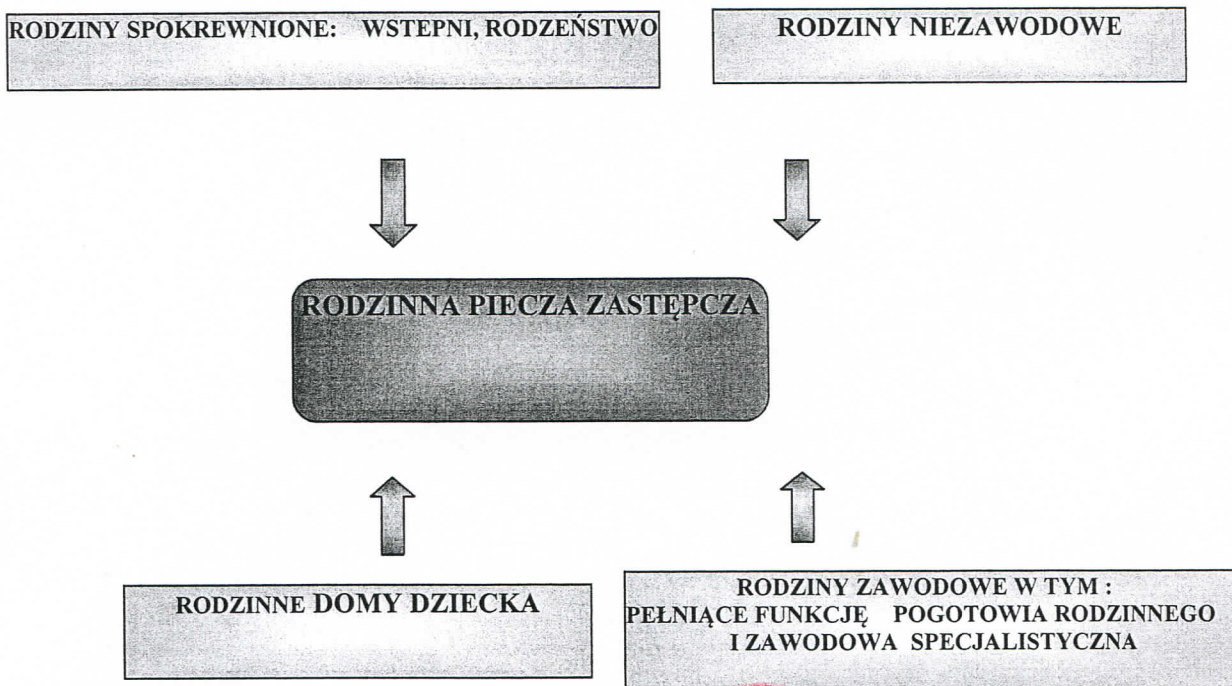 RODZINY SPOKREWNIONE: WSTEPNI, RODZEŃSTWO
RODZINY NIEZAWODOWE
RODZINNA PIECZA ZASTĘPCZA
RODZINNE DOMY DZIECKA
RODZINY ZAWODOWE W TYM :
PEŁNIĄCE FUNKCJĘ POGOTOWIA RODZINNEGO
I ZAWODOWA SPECJALISTYCZNA